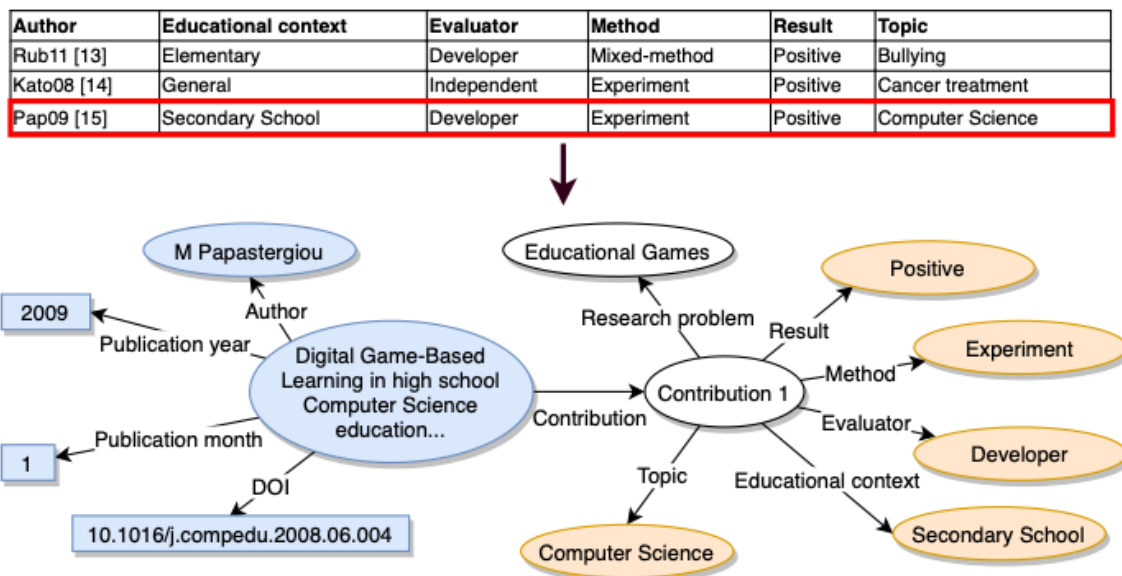 Author Educational context Evaluator Method Result Topic
Rub11 [13] Elementary Developer Mixed-method Positive Bullying
Kato08 [14] General Independent Experiment Positive Cancer treatment
Pap09 [15] Secondary School Developer Experiment Positive Computer Science
M Papastergiou
Educational Games
Positive
2009
Author
Research problem
Result
Publication year
Experiment
Digital Game-Based
Learning in high school
Computer Science
education...
Method
Contribution 1
Contribution
Evaluator
Publication month
Developer
1
DOI
Topic
Educational context
10.1016/j.compedu.2008.06.004
Secondary School
Computer Science